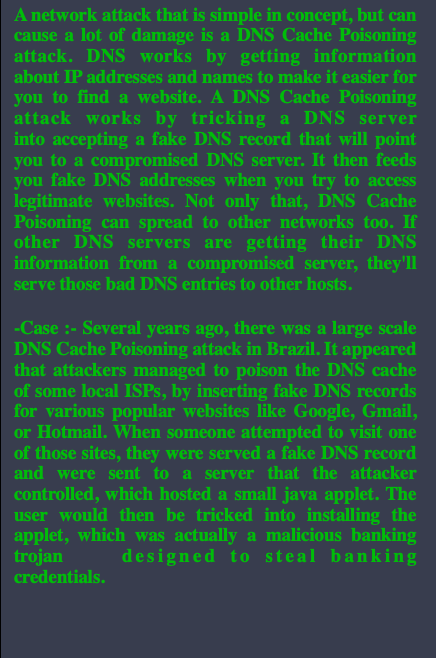 A network attack that is simple in concept, but can
cause a lot of damage is a DNS Cache Poisoning
attack. DNS works by getting information
about IP addresses and names to make it easier for
you to find a website. A DNS Cache Poisoning
attack works by tricking a DNS server
into accepting a fake DNS record that will point
you to a compromised DNS server. It then feeds
you fake DNS addresses when you try to access
legitimate websites. Not only that, DNS Cache
Poisoning can spread to other networks too. If
other DNS servers are getting their DNS
information from a compromised server, they'll
serve those bad DNS entries to other hosts.

-Case :- Several years ago, there was a large scale
DNS Cache Poisoning attack in Brazil. It appeared
that attackers managed to poison the DNS cache
of some local ISPs, by inserting fake DNS records
for various popular websites like Google, Gmail,
or Hotmail. When someone attempted to visit one
of those sites, they were served a fake DNS record
and were sent to a server that the attacker
controlled, which hosted a small java applet. The
user would then be tricked into installing the
applet, which was actually a malicious banking
trojan designed to steal banking
credentials.